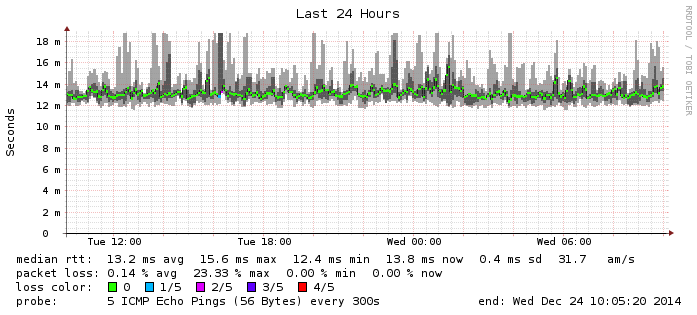 Last 24 Hours
RRDTOOL / TOBI OETIKER
Seconds
18 m
16 m
14 m
12 m
10 m
8 m
6 m
4 m
2 m
0
Tue 12:00 Tue 18:00 Wed 00:00 Wed 06:00
median rtt: 13.2 ms avg 15.6 ms max 12.4 ms min 13.8 ms now 0.4 ms sd 31.7 am/s
packet loss: 0.14 % avg 23.33 % max 0.00 % min 0.00 % now
loss color: 0 1/5 2/5 3/5 4/5
probe: 5 ICMP Echo Pings (56 Bytes) every 300s end: Wed Dec 24 10:05:20 2014